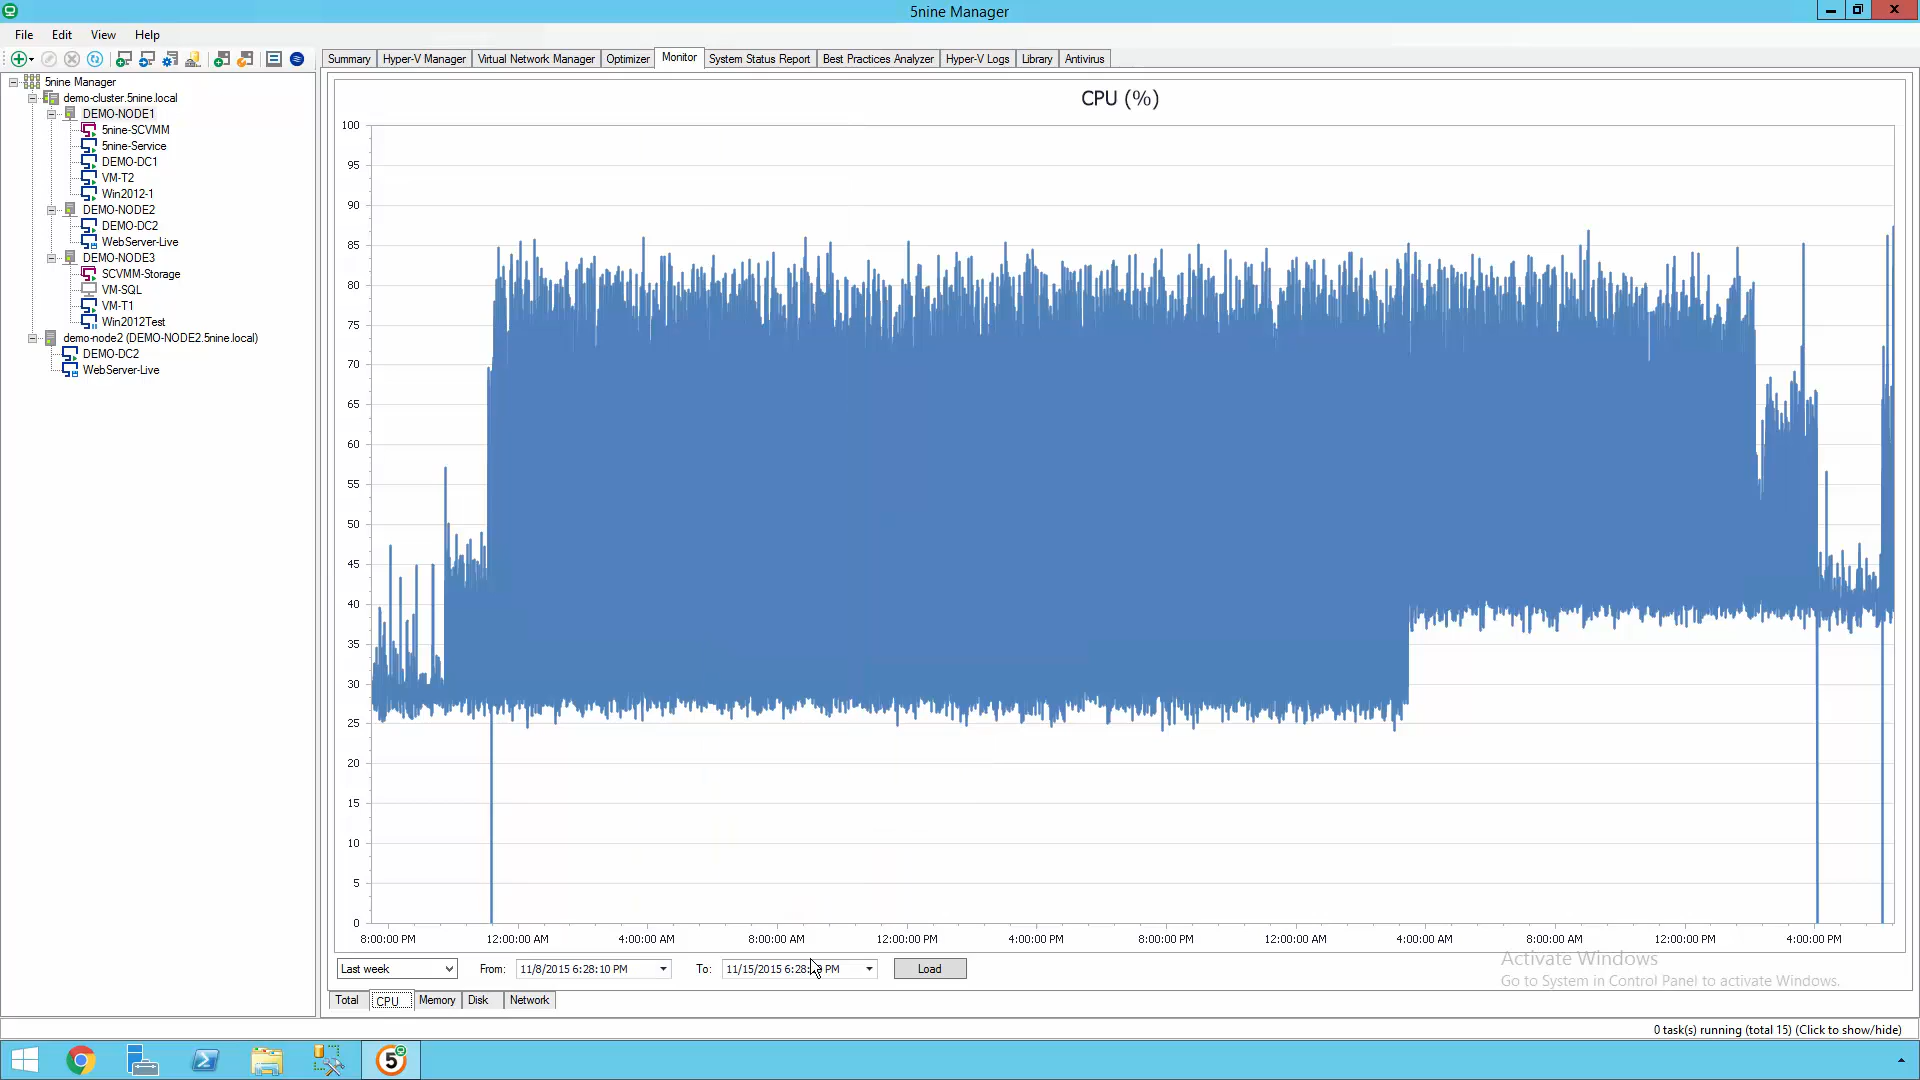 5nine Manager
File Edit View Help
Summary Hyper-V Manager Virtual Network Manager Optimizer Monitor System Status Report Best Practices Analyzer Hyper-V Logs Library Antivirus
5nine Manager
demo-cluster.5nine.local
DEMO-NODE1
5nine-SCVMM
5nine-Service
DEMO-DC1
VM-T2
Win2012-1
DEMO-NODE2
DEMO-DC2
WebServer-Live
DEMO-NODE3
SCVMM-Storage
VM-SQL
VM-T1
Win2012Test
demo-node2 (DEMO-NODE2.5nine.local)
DEMO-DC2
WebServer-Live
CPU (%)
100
95
90
85
80
75
70
65
60
55
50
45
40
35
30
25
20
15
10
5
0
8:00:00 PM 12:00:00 AM 4:00:00 AM 8:00:00 AM 12:00:00 PM 4:00:00 PM 8:00:00 PM 12:00:00 AM 4:00:00 AM 8:00:00 AM 12:00:00 PM 4:00:00 PM
Activate Windows
Go to System in Control Panel to activate Windows.
Last week From: 11/8/2015 6:28:10 PM To: 11/15/2015 6:28: PM Load
Total CPU Memory Disk Network
0 task(s) running (total 15) (Click to show/hide)
5